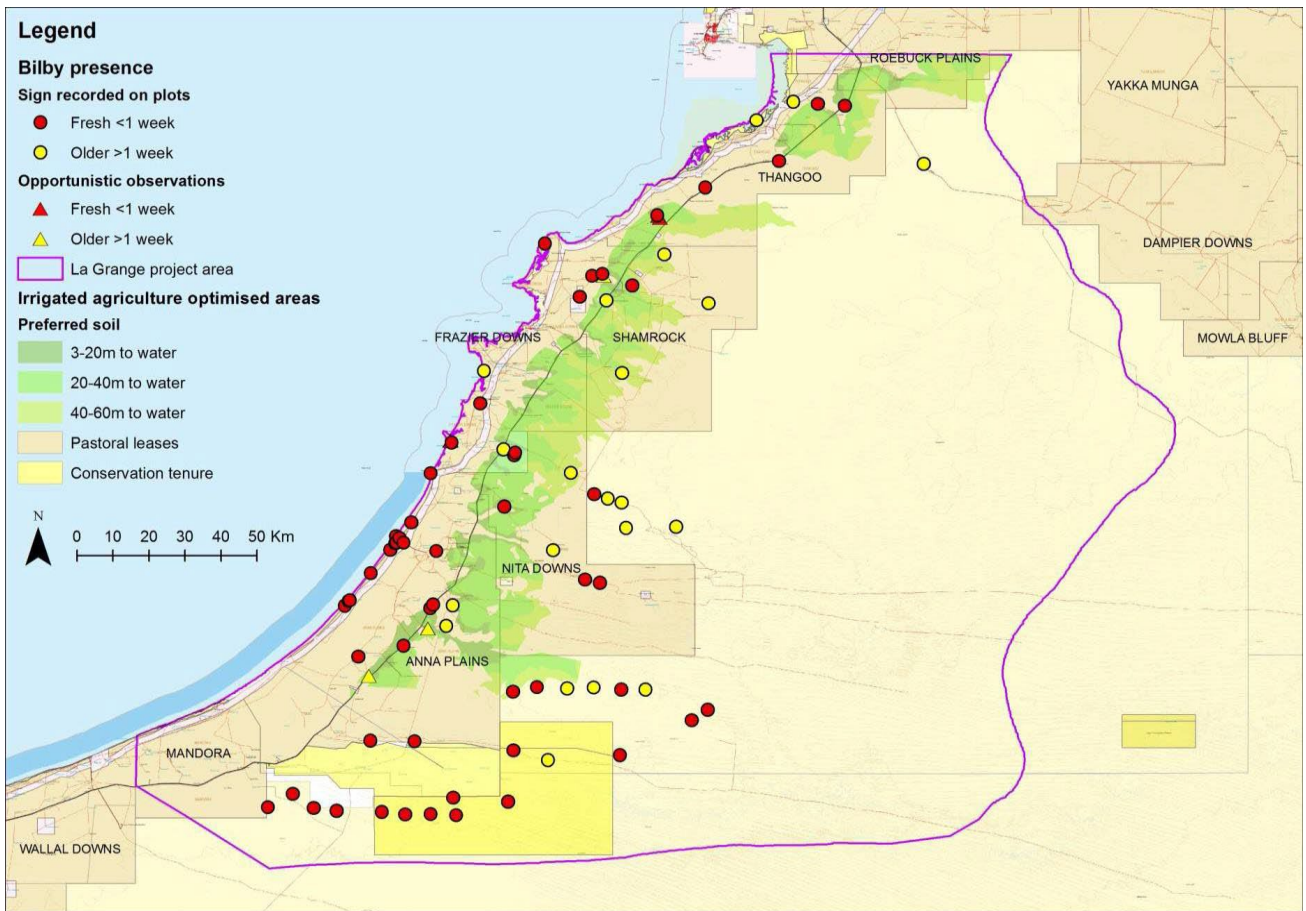 Legend
Bilby presence
Sign recorded on plots
Fresh <1 week
Older >1 week
Opportunistic observations
Fresh <1 week
Older >1 week
La Grange project area
Irrigated agriculture optimised areas
Preferred soil
3-20m to water
20-40m to water
40-60m to water
Pastoral leases
Conservation tenure
N
0 10 20 30 40 50 Km
ROEBUCK PLAINS
YAKKA MUNGA
THANGOO
DAMPIER DOWNS
FRAZIER DOWNS
SHAMROCK
MOWLA BLUFF
NITA DOWNS
ANNA PLAINS
MANDORA
WALLAL DOWNS